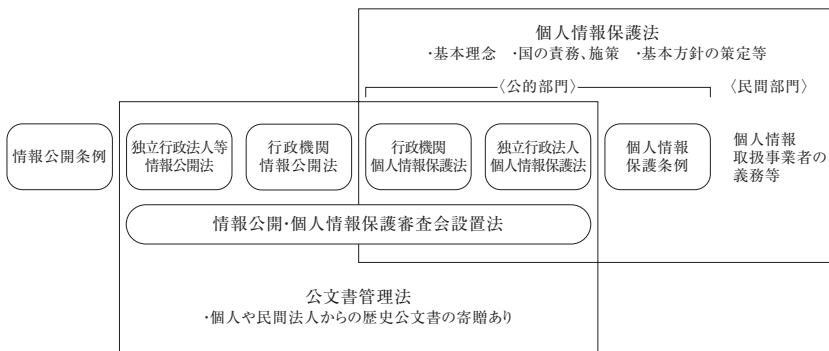 個人情報保護法
・基本理念　・国の責務、施策　・基本方針の策定等
〈公的部門〉
〈民間部門〉
情報公開条例
独立行政法人等
情報公開法
行政機関
情報公開法
行政機関
個人情報保護法
独立行政法人
個人情報保護法
個人情報
保護条例
個人情報
取扱事業者の
義務等
情報公開・個人情報保護審査会設置法
公文書管理法
・個人や民間法人からの歴史公文書の寄贈あり